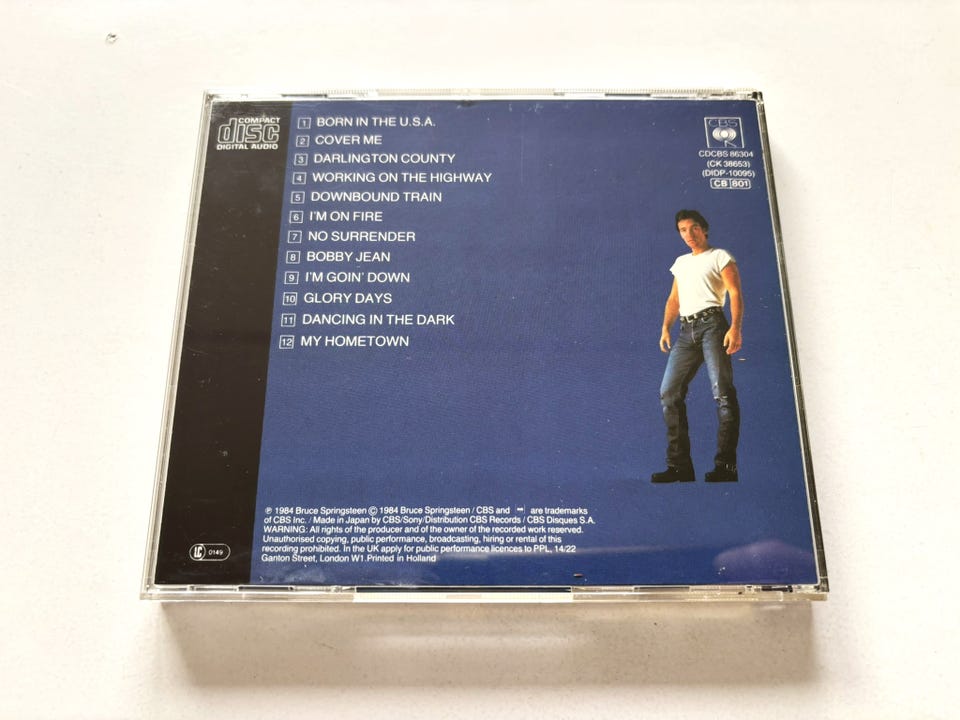 COMPACT
disc
DIGITAL AUDIO
1 BORN IN THE U.S.A.
2 COVER ME
3 DARLINGTON COUNTY
4 WORKING ON THE HIGHWAY
5 DOWNBOUND TRAIN
6 I'M ON FIRE
7 NO SURRENDER
8 BOBBY JEAN
9 I'M GOIN' DOWN
10 GLORY DAYS
11 DANCING IN THE DARK
12 MY HOMETOWN
CBS
CDCBS 86304
(CK 38653)
(DIDP-10095)
CB 801
℗ 1984 Bruce Springsteen © 1984 Bruce Springsteen / CBS and are trademarks
of CBS Inc. / Made in Japan by CBS/Sony/Distribution CBS Records / CBS Disques S.A.
WARNING: All rights of the producer and of the owner of the recorded work reserved.
Unauthorised copying, public performance, broadcasting, hiring or rental of this
recording prohibited. In the UK apply for public performance licences to PPL, 14/22
Ganton Street, London W1.Printed in Holland
LC 0149